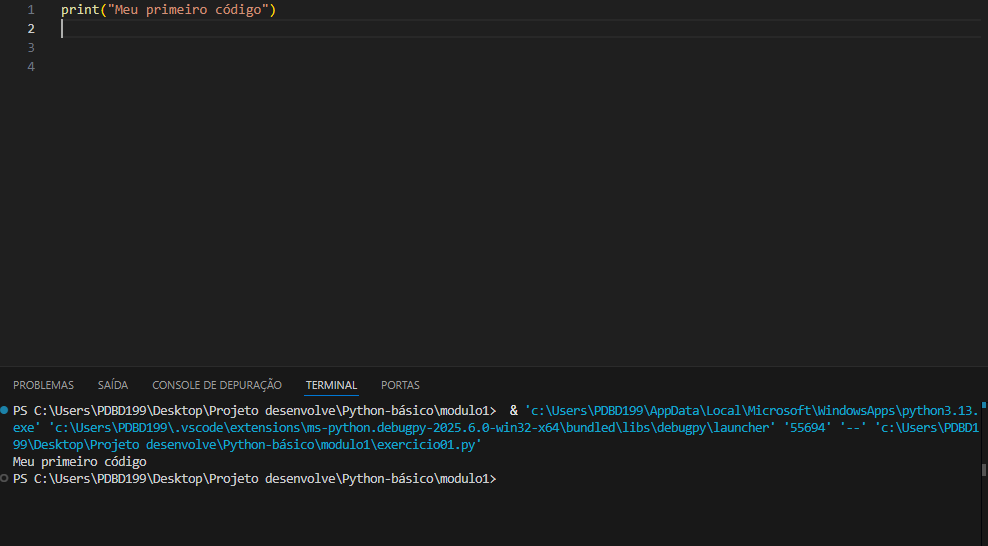 1 print("Meu primeiro código")
2
3
4
PROBLEMAS SAÍDA CONSOLE DE DEPURAÇÃO TERMINAL PORTAS
PS C:\Users\PDBD199\Desktop\Projeto desenvolve\Python-básico\modulo1>  & 'c:\Users\PDBD199\AppData\Local\Microsoft\WindowsApps\python3.13.
exe' 'c:\Users\PDBD199\.vscode\extensions\ms-python.debugpy-2025.6.0-win32-x64\bundled\libs\debugpy\launcher' '55694' '--' 'c:\Users\PDBD1
99\Desktop\Projeto desenvolve\Python-básico\modulo1\exercicio01.py'
Meu primeiro código
PS C:\Users\PDBD199\Desktop\Projeto desenvolve\Python-básico\modulo1>